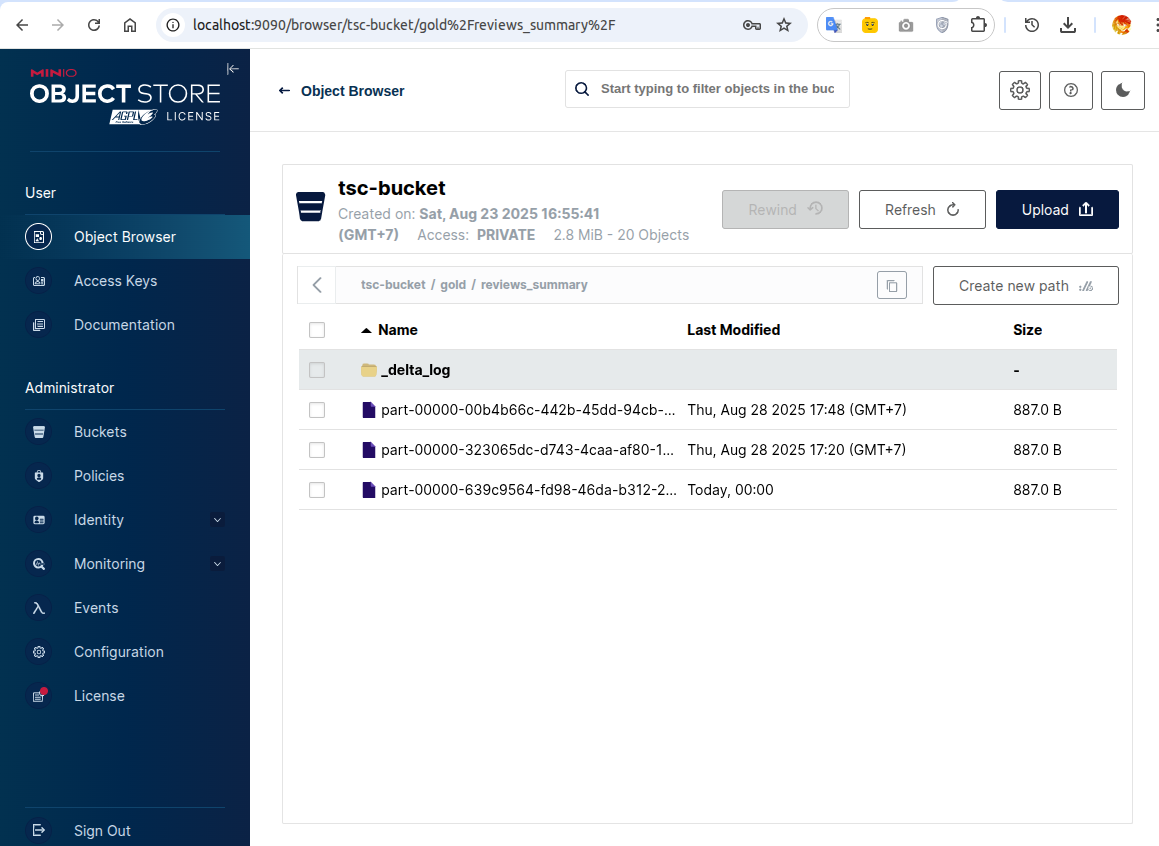 localhost:9090/browser/tsc-bucket/gold%2Freviews_summary%2F
MINIO
OBJECT STORE
AGPL LICENSE
User
Object Browser
Access Keys
Documentation
Administrator
Buckets
Policies
Identity
Monitoring
Events
Configuration
License
Sign Out
Object Browser
Start typing to filter objects in the buc
tsc-bucket
Created on: Sat, Aug 23 2025 16:55:41
(GMT+7) Access: PRIVATE 2.8 MiB - 20 Objects
Rewind
Refresh
Upload
tsc-bucket / gold / reviews_summary
Create new path
Name Last Modified Size
_delta_log -
part-00000-00b4b66c-442b-45dd-94cb-... Thu, Aug 28 2025 17:48 (GMT+7) 887.0 B
part-00000-323065dc-d743-4caa-af80-1... Thu, Aug 28 2025 17:20 (GMT+7) 887.0 B
part-00000-639c9564-fd98-46da-b312-2... Today, 00:00 887.0 B